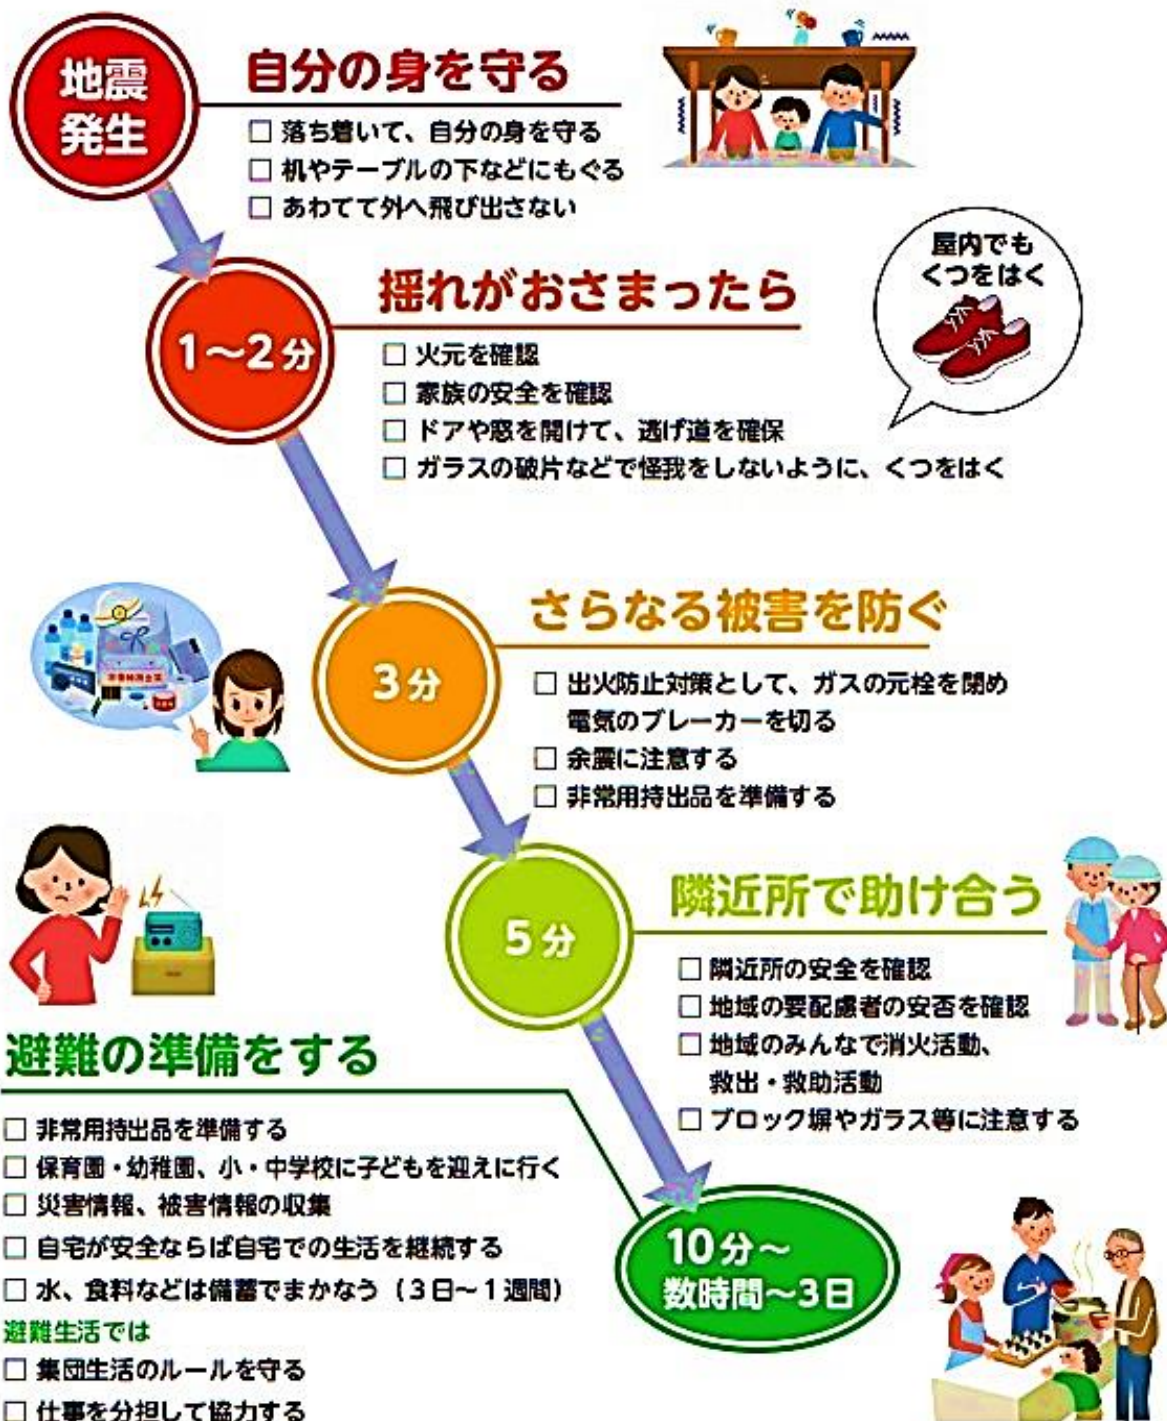 地震
発生
自分の身を守る
□ 落ち着いて、自分の身を守る
□ 机やテーブルの下などにもぐる
□ あわてて外へ飛び出さない
屋内でも
くつをはく
1～2分
揺れがおさまったら
□ 火元を確認
□ 家族の安全を確認
□ ドアや窓を開けて、逃げ道を確保
□ ガラスの破片などで怪我をしないように、くつをはく
3分
さらなる被害を防ぐ
□ 出火防止対策として、ガスの元栓を閉め
電気のブレーカーを切る
□ 余震に注意する
□ 非常用持出品を準備する
5分
隣近所で助け合う
□ 隣近所の安全を確認
□ 地域の要配慮者の安否を確認
□ 地域のみんなで消火活動、
救出・救助活動
□ ブロック塀やガラス等に注意する
10分～
数時間～3日
避難の準備をする
□ 非常用持出品を準備する
□ 保育園・幼稚園、小・中学校に子どもを迎えに行く
□ 災害情報、被害情報の収集
□ 自宅が安全ならば自宅での生活を継続する
□ 水、食料などは備蓄でまかなう（3日～1週間）
避難生活では
□ 集団生活のルールを守る
□ 仕事を分担して協力する